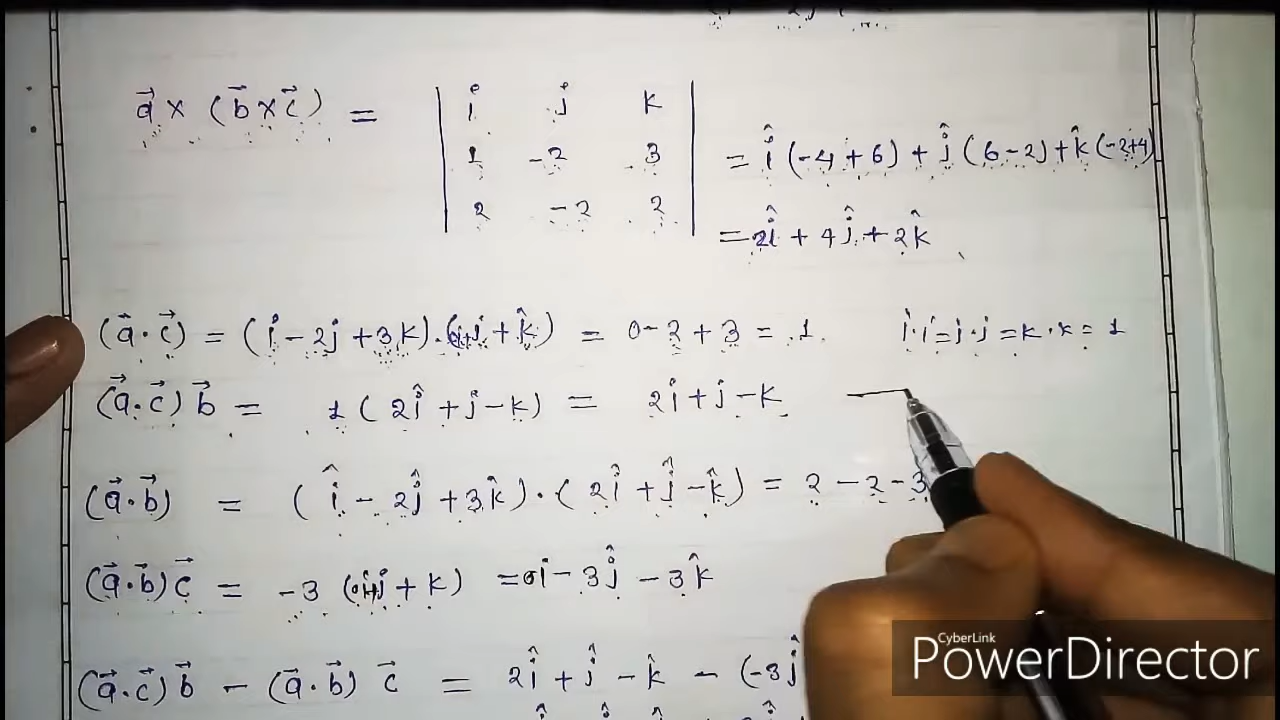 a⃗ × (b⃗ × c⃗) = | i j k |
| 1 -2 3 |
| 2 -2 2 |
= î (-4 + 6) + ĵ (6 - 2) + k̂ (-2+4)
= 2î + 4ĵ + 2k̂
(a⃗ · c⃗) = (i - 2j + 3k) · (0i+j + k̂) = 0 - 2 + 3 = 1 i·i = j·j = k·k = 1
(a⃗ · c⃗) b⃗ = 1 ( 2î + j - k) = 2i + j - k
(a⃗ · b⃗) = (î - 2ĵ + 3k̂) · (2î + ĵ - k̂) = 2 - 2 - 3
(a⃗ · b⃗) c⃗ = -3 (0i+j + k) = 0i - 3ĵ - 3k̂
(a⃗ · c⃗) b⃗ - (a⃗ · b⃗) c⃗ = 2î + ĵ - k̂ - (-3ĵ
CyberLink
PowerDirector